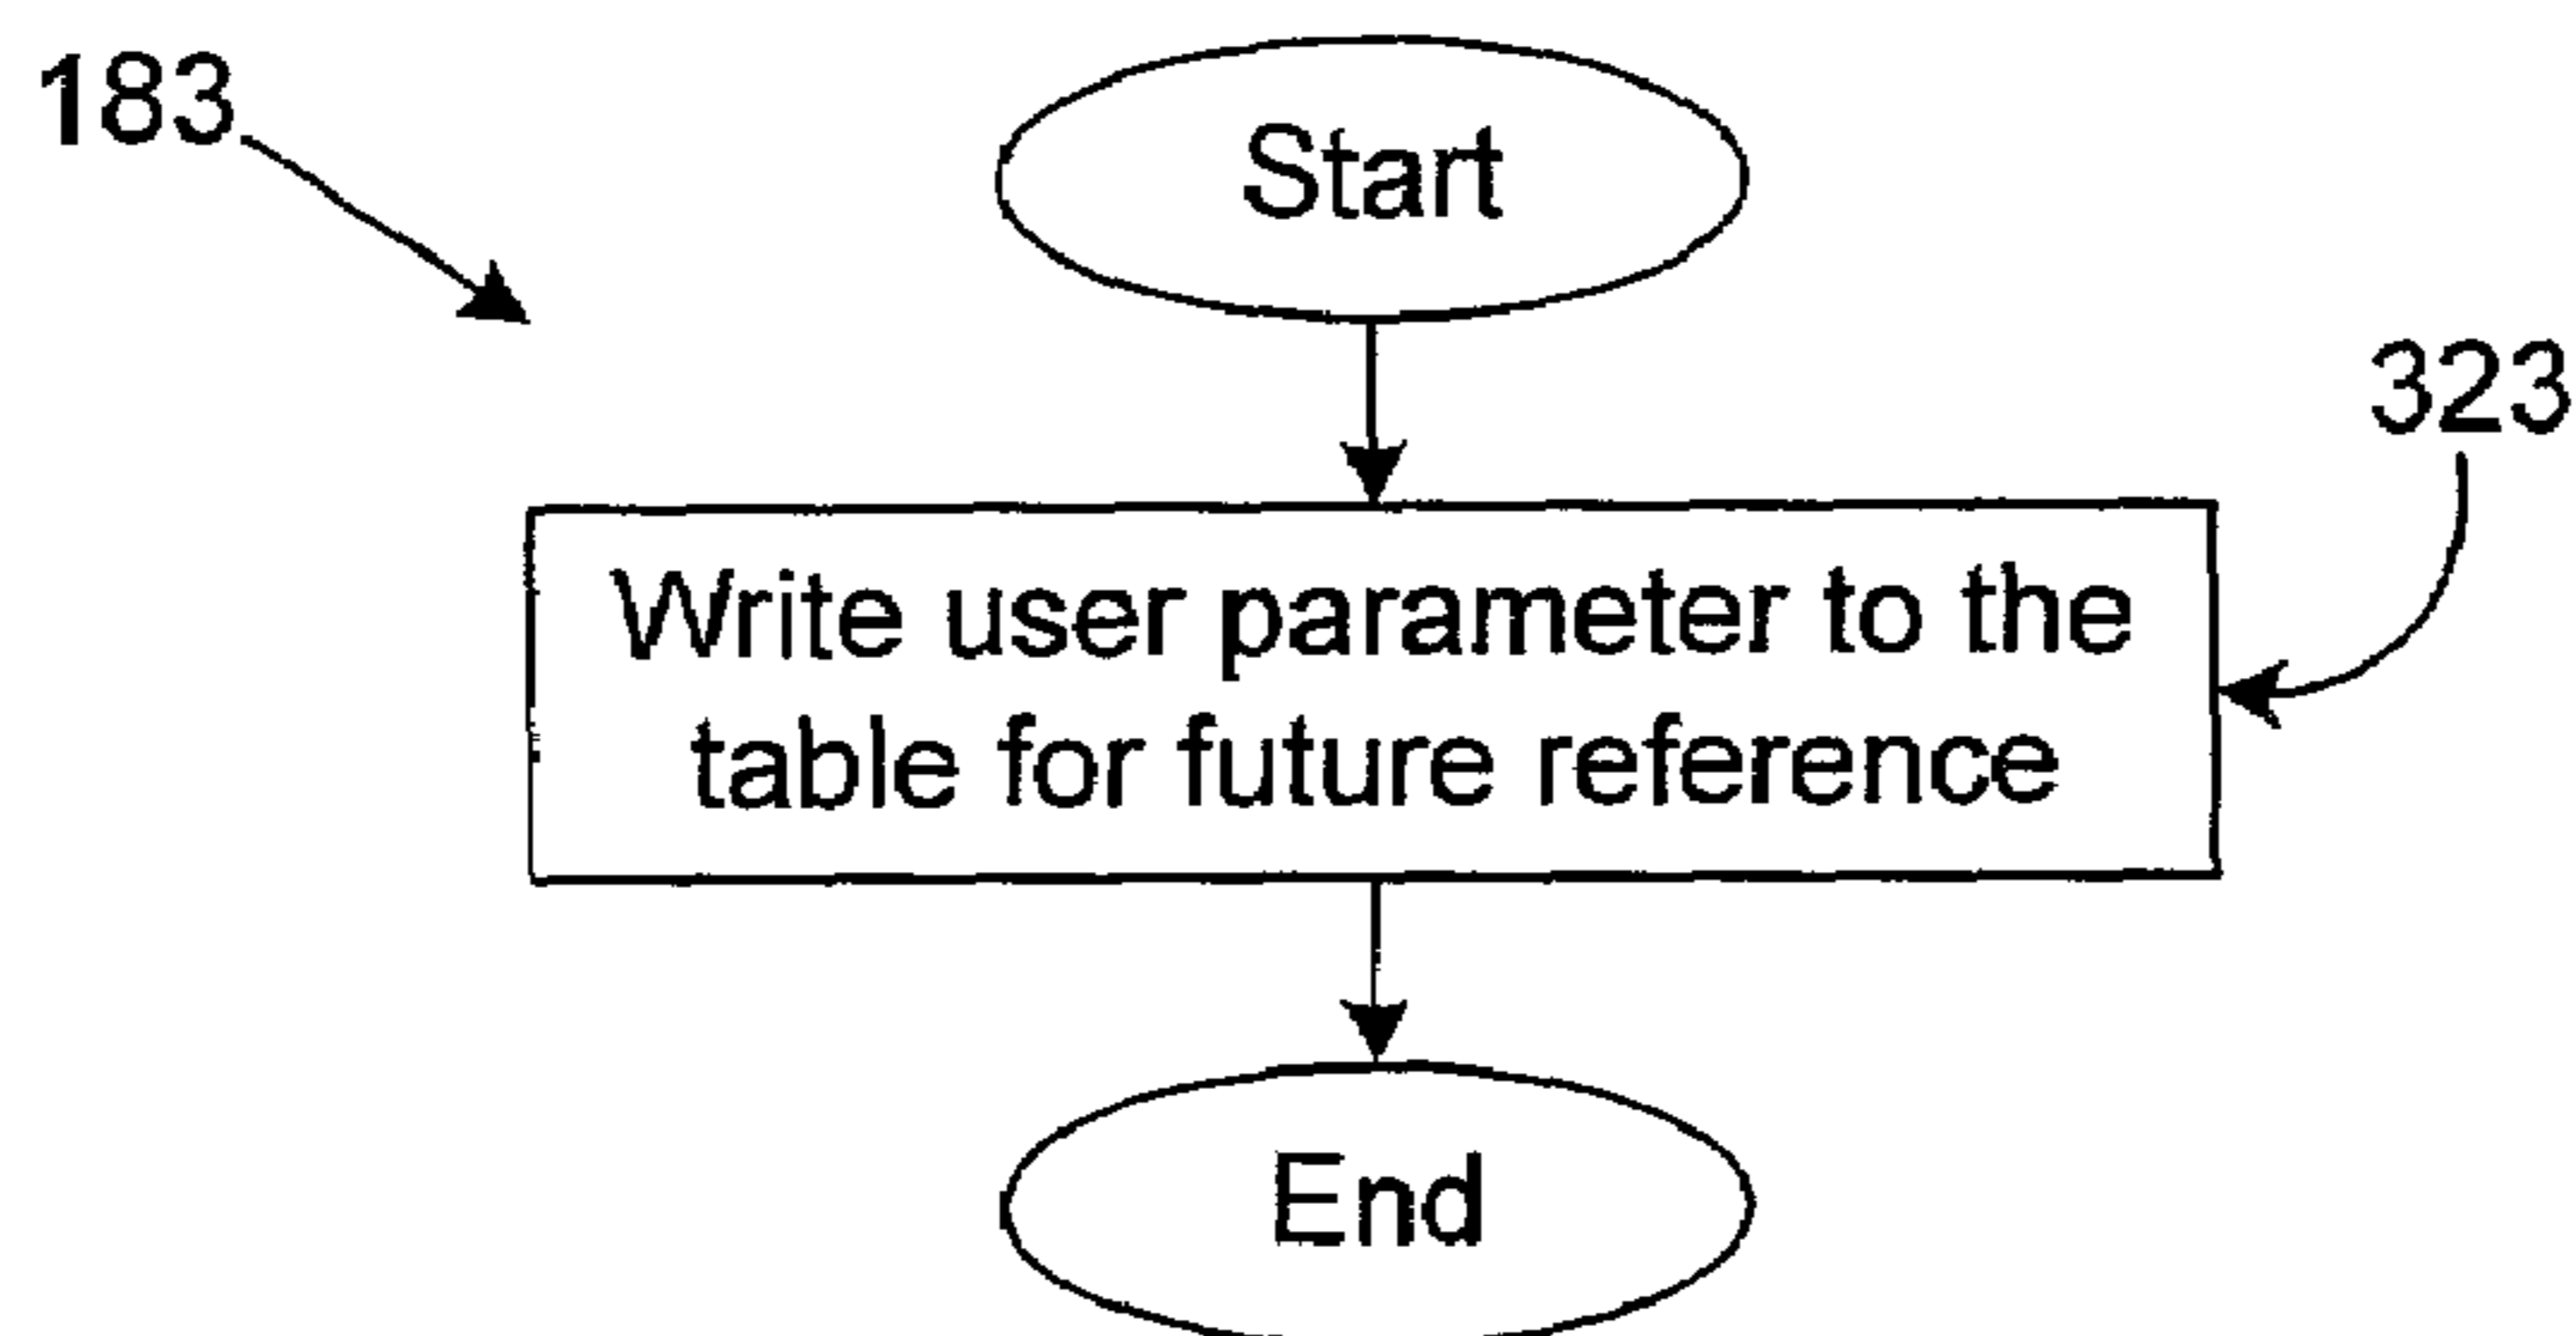 183
Start
323
Write user parameter to the
table for future reference
End